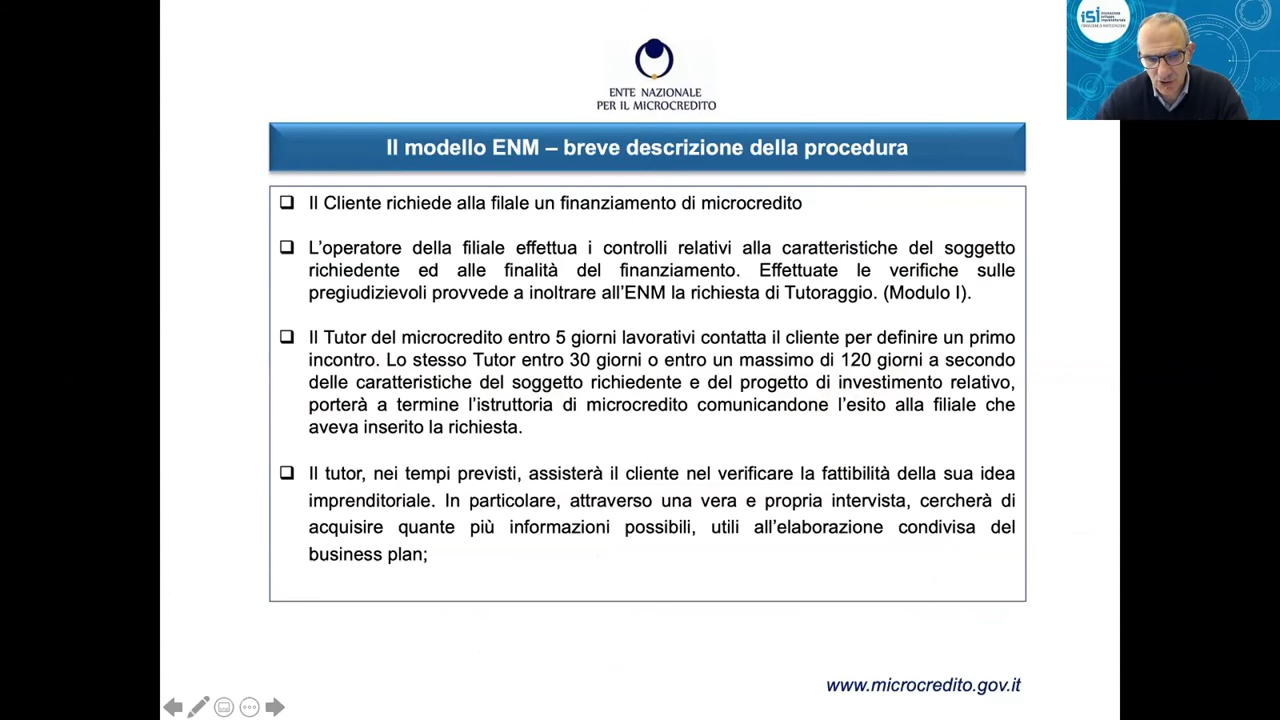 iSi
ENTE NAZIONALE
PER IL MICROCREDITO
Il modello ENM – breve descrizione della procedura
❑ Il Cliente richiede alla filale un finanziamento di microcredito
❑ L’operatore della filiale effettua i controlli relativi alla caratteristiche del soggetto
richiedente ed alle finalità del finanziamento. Effettuate le verifiche sulle
pregiudizievoli provvede a inoltrare all’ENM la richiesta di Tutoraggio. (Modulo I).
❑ Il Tutor del microcredito entro 5 giorni lavorativi contatta il cliente per definire un primo
incontro. Lo stesso Tutor entro 30 giorni o entro un massimo di 120 giorni a secondo
delle caratteristiche del soggetto richiedente e del progetto di investimento relativo,
porterà a termine l’istruttoria di microcredito comunicandone l’esito alla filiale che
aveva inserito la richiesta.
❑ Il tutor, nei tempi previsti, assisterà il cliente nel verificare la fattibilità della sua idea
imprenditoriale. In particolare, attraverso una vera e propria intervista, cercherà di
acquisire quante più informazioni possibili, utili all’elaborazione condivisa del
business plan;
www.microcredito.gov.it